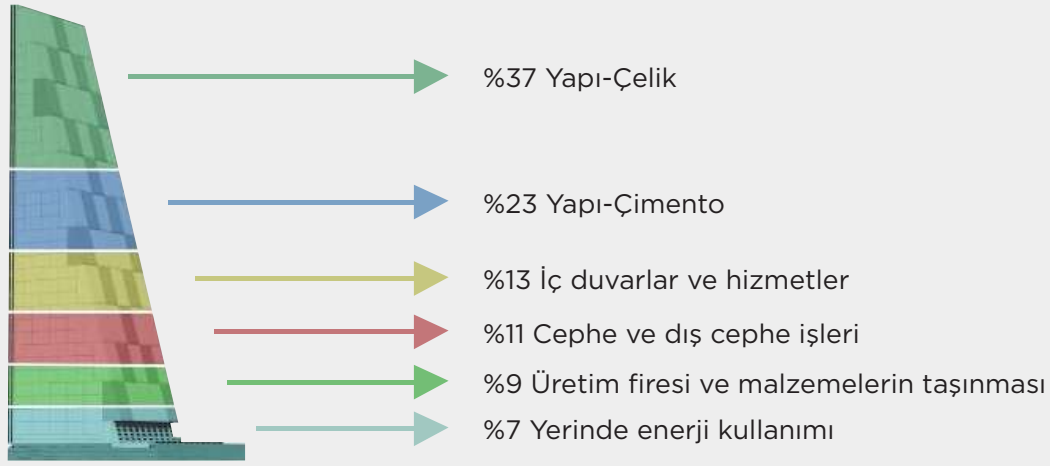 %37 Yapı-Çelik
%23 Yapı-Çimento
%13 İç duvarlar ve hizmetler
%11 Cephe ve dış cephe işleri
%9 Üretim firesi ve malzemelerin taşınması
%7 Yerinde enerji kullanımı